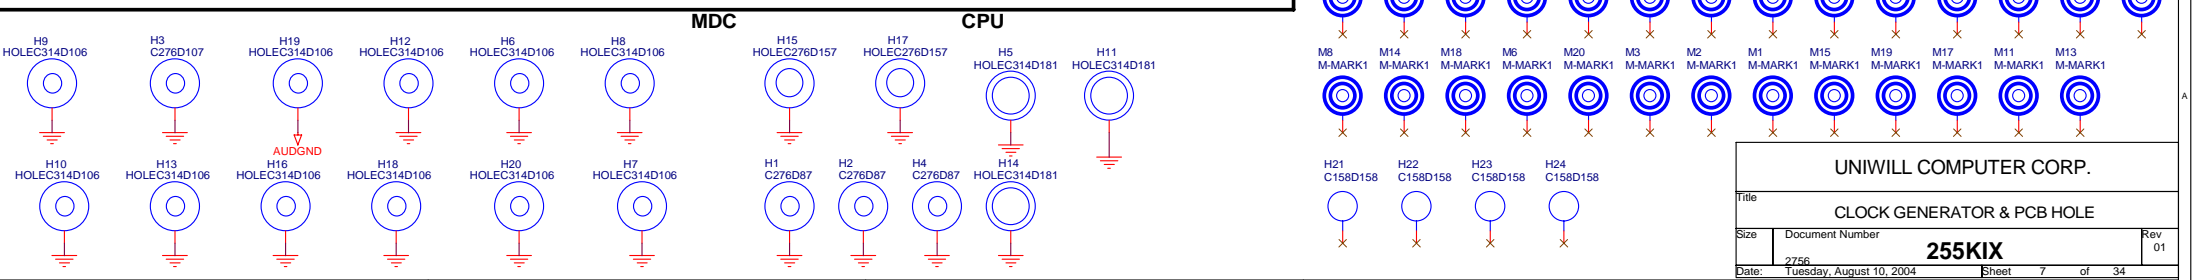 MDC CPU
H9 H3 H19 H12 H6 H8 H15 H17 H5 H11
HOLEC314D106 C276D107 HOLEC314D106 HOLEC314D106 HOLEC314D106 HOLEC314D106 HOLEC276D157 HOLEC276D157 HOLEC314D181 HOLEC314D181
AUDGND
M8 M14 M18 M6 M20 M3 M2 M1 M15 M19 M17 M11 M13
M-MARK1 M-MARK1 M-MARK1 M-MARK1 M-MARK1 M-MARK1 M-MARK1 M-MARK1 M-MARK1 M-MARK1 M-MARK1 M-MARK1 M-MARK1
A
H10 H13 H16 H18 H20 H7 H1 H2 H4 H14
HOLEC314D106 HOLEC314D106 HOLEC314D106 HOLEC314D106 HOLEC314D106 HOLEC314D106 C276D87 C276D87 C276D87 HOLEC314D181
H21 H22 H23 H24
C158D158 C158D158 C158D158 C158D158
UNIWILL COMPUTER CORP.
Title
CLOCK GENERATOR & PCB HOLE
Size Document Number Rev
2756 255KIX 01
Date: Tuesday, August 10, 2004 Sheet 7 of 34